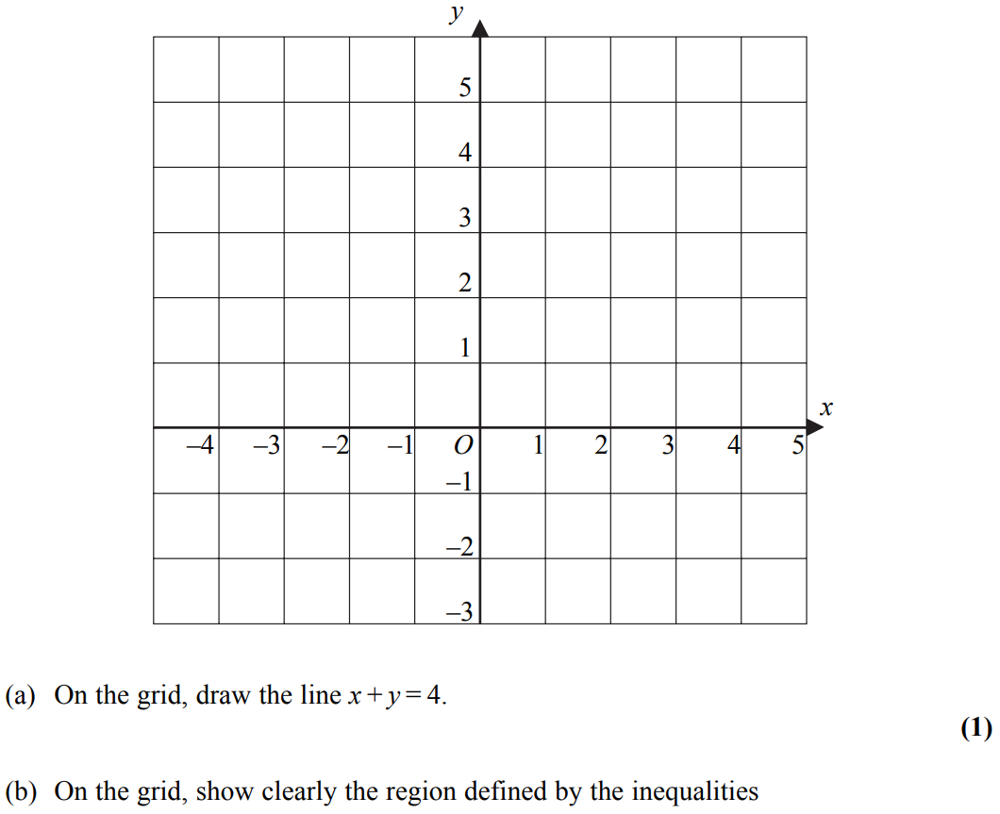 y
5
4
3
2
1
x
–4 –3 –2 –1 O 1 2 3 4 5
–1
–2
–3
(a) On the grid, draw the line x + y = 4.
(1)
(b) On the grid, show clearly the region defined by the inequalities